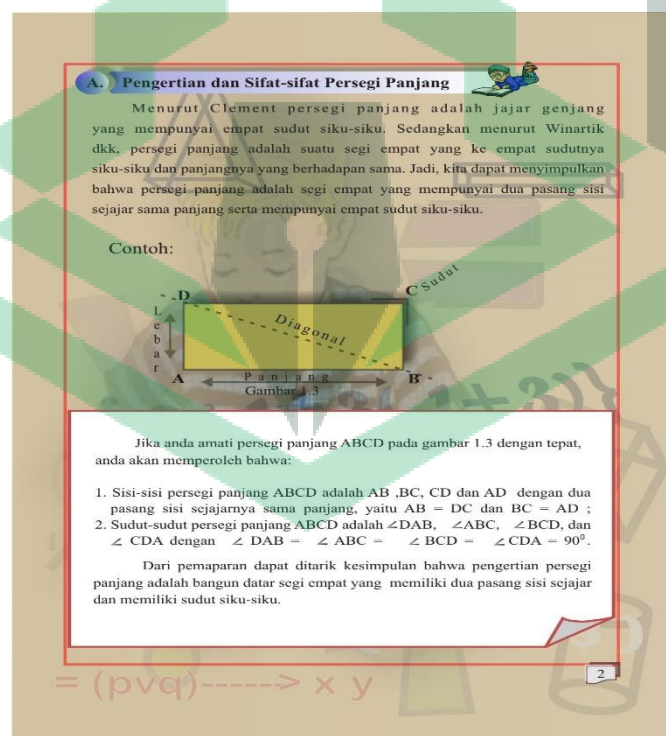 A. Pengertian dan Sifat-sifat Persegi Panjang
Menurut Clement persegi panjang adalah jajar genjang
yang mempunyai empat sudut siku-siku. Sedangkan menurut Winartik
dkk, persegi panjang adalah suatu segi empat yang ke empat sudutnya
siku-siku dan panjangnya yang berhadapan sama. Jadi, kita dapat menyimpulkan
bahwa persegi panjang adalah segi empat yang mempunyai dua pasang sisi
sejajar sama panjang serta mempunyai empat sudut siku-siku.
Contoh:
D
C Sudut
Lebar
Diagonal
A
Panjang
B
Gambar 1.3
Jika anda amati persegi panjang ABCD pada gambar 1.3 dengan tepat,
anda akan memperoleh bahwa:
1. Sisi-sisi persegi panjang ABCD adalah AB ,BC, CD dan AD dengan dua
pasang sisi sejajarnya sama panjang, yaitu AB = DC dan BC = AD ;
2. Sudut-sudut persegi panjang ABCD adalah ∠DAB, ∠ABC, ∠BCD, dan
∠ CDA dengan ∠ DAB = ∠ ABC = ∠ BCD = ∠CDA = 90⁰.
Dari pemaparan dapat ditarik kesimpulan bahwa pengertian persegi
panjang adalah bangun datar segi empat yang memiliki dua pasang sisi sejajar
dan memiliki sudut siku-siku.
2
= (pvq)-----> x y